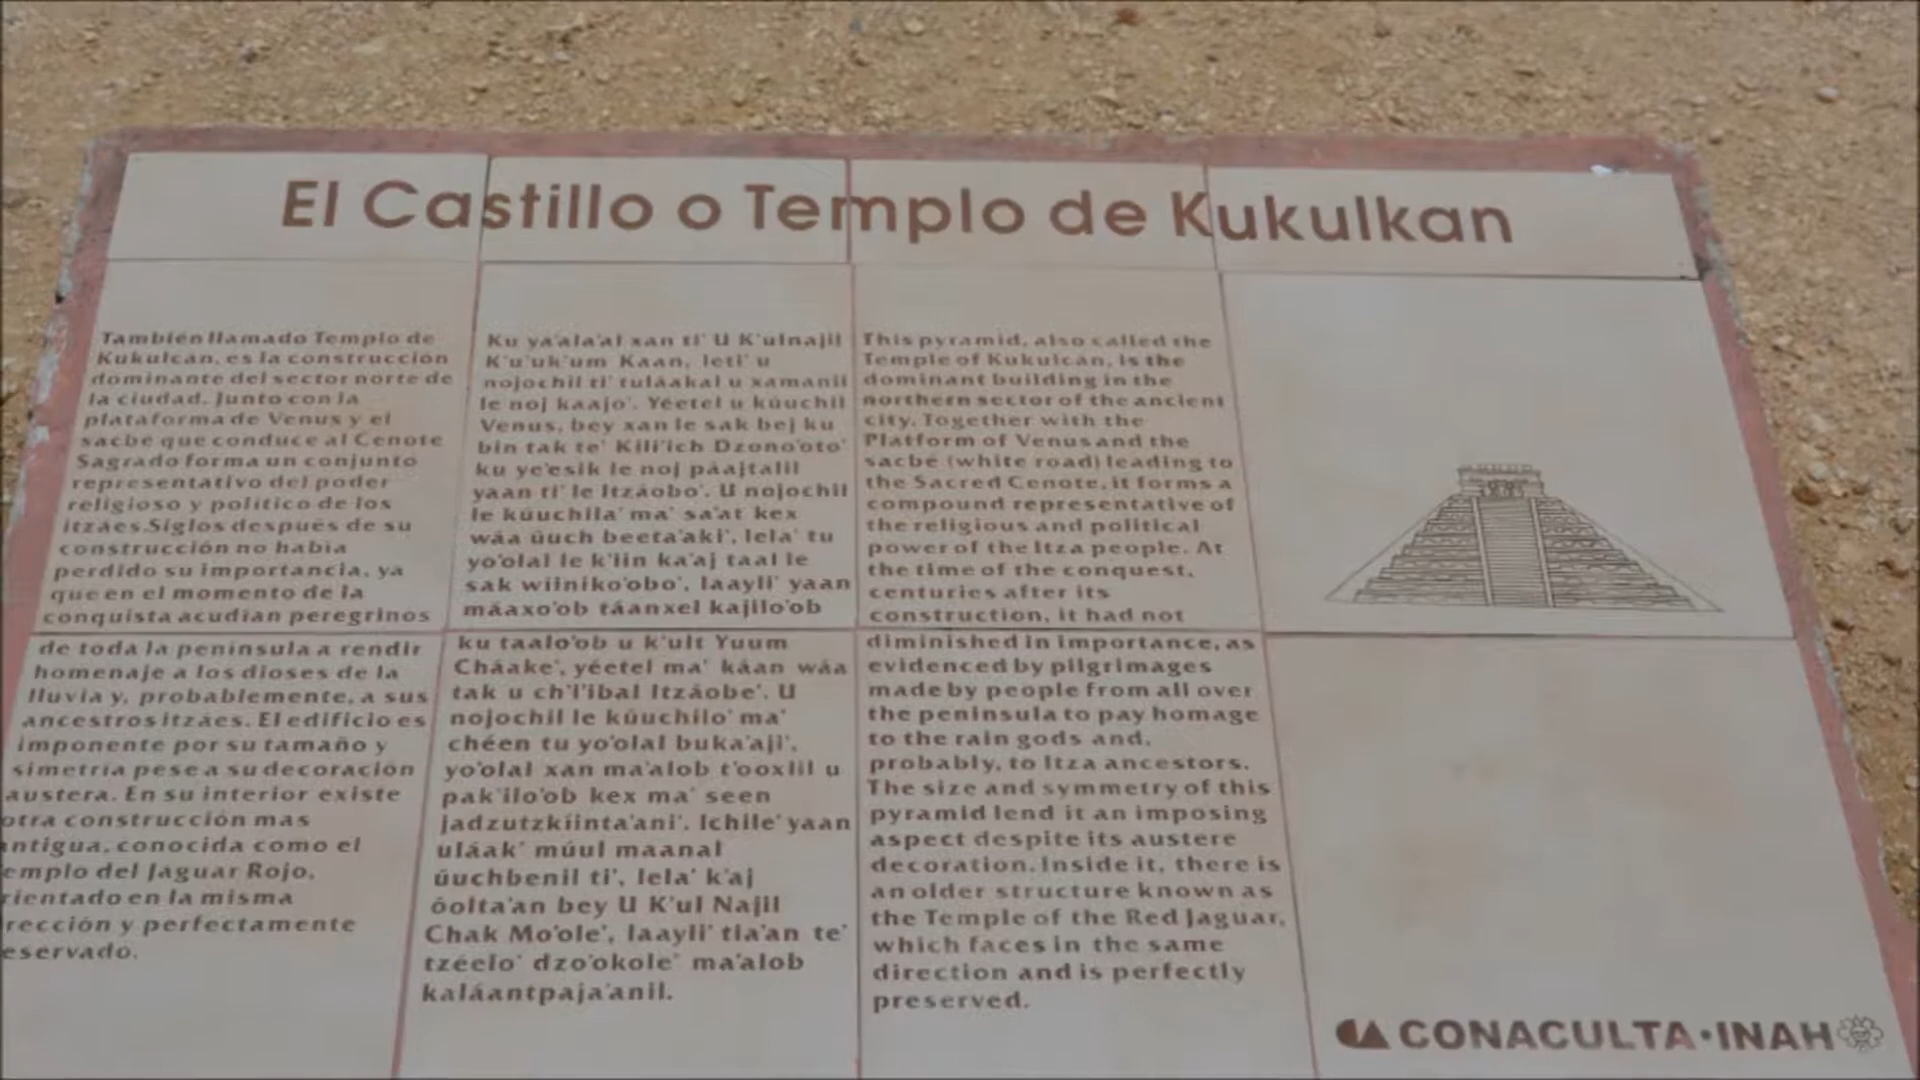 El Castillo o Templo de Kukulkan
También llamado Templo de
Kukulcan, es la construcción
dominante del sector norte de
la ciudad. Junto con la
plataforma de Venus y el
sacbé que conduce al Cenote
Sagrado forma un conjunto
representativo del poder
religioso y político de los
itzáes.Siglos después de su
construcción no había
perdido su importancia, ya
que en el momento de la
conquista acudían peregrinos
de toda la península a rendir
homenaje a los dioses de la
lluvia y, probablemente, a sus
ancestros itzáes. El edificio es
imponente por su tamaño y
simetría pese a su decoración
austera. En su interior existe
otra construcción mas
antigua, conocida como el
emplo del Jaguar Rojo,
rientado en la misma
rección y perfectamente
eservado.
Ku ya'ala'al xan ti' U K'ulnajil
K'u'uk'um Kaan, leti' u
nojochil ti' tuláakal u xamanil
le noj kaajo'. Yéetel u kúuchil
Venus, bey xan le sak bej ku
bin tak te' Kili'ich Dzono'oto'
ku ye'esik le noj páajtalil
yaan ti' le Itzáobo'. U nojochil
le kúuchila' ma' sa'at kex
wáa úuch beeta'aki', lela' tu
yo'olal le k'iin ka'aj taal le
sak wíiniko'obo', laayli' yaan
máaxo'ob táanxel kajilo'ob
ku taalo'ob u k'ult Yuum
Cháake', yéetel ma' káan wáa
tak u ch'i'ibal Itzáobe'. U
nojochil le kúuchilo' ma'
chéen tu yo'olal buka'aji',
yo'olal xan ma'alob t'ooxlil u
pak'ilo'ob kex ma' seen
jadzutzkíinta'ani'. Ichile' yaan
uláak' múul maanal
úuchbenil ti', lela' k'aj
óolta'an bey U K'ul Najil
Chak Mo'ole', laayli' tia'an te'
tzéelo' dzo'okole' ma'alob
kaláantpaja'anil.
This pyramid, also called the
Temple of Kukulcan, is the
dominant building in the
northern sector of the ancient
city. Together with the
Platform of Venus and the
sacbé (white road) leading to
the Sacred Cenote, it forms a
compound representative of
the religious and political
power of the Itza people. At
the time of the conquest,
centuries after its
construction, it had not
diminished in importance, as
evidenced by pilgrimages
made by people from all over
the peninsula to pay homage
to the rain gods and,
probably, to Itza ancestors.
The size and symmetry of this
pyramid lend it an imposing
aspect despite its austere
decoration. Inside it, there is
an older structure known as
the Temple of the Red Jaguar,
which faces in the same
direction and is perfectly
preserved.
CONACULTA•INAH